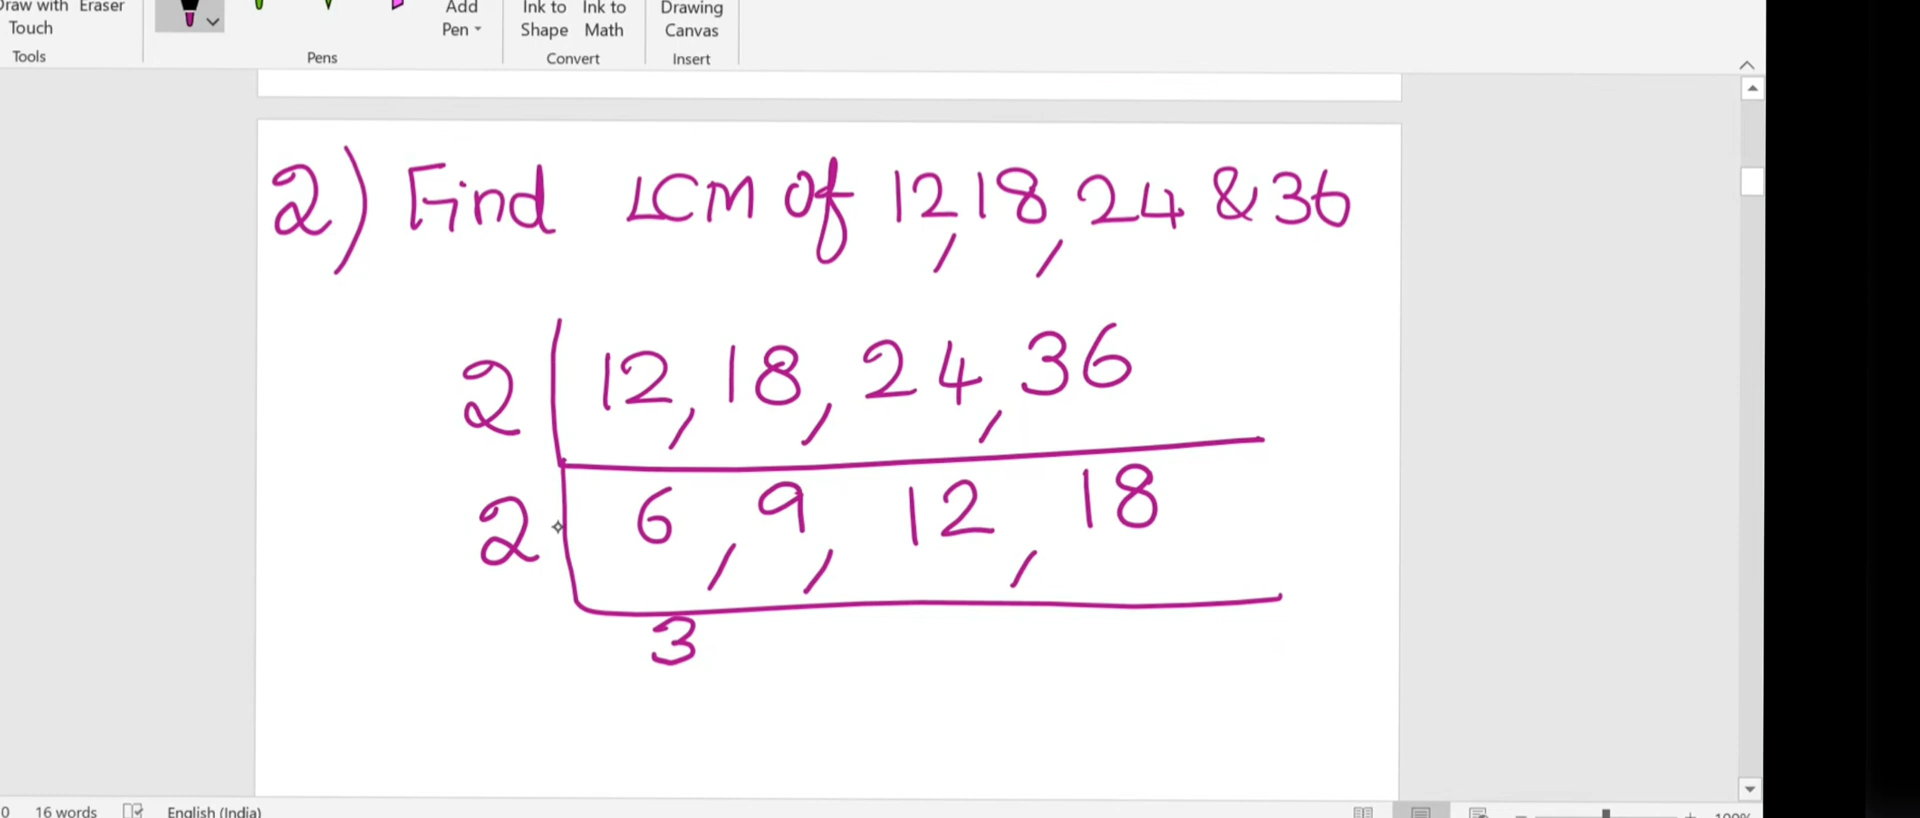 Draw with Eraser Add Ink to Ink to Drawing
Touch Pen Shape Math Canvas
Tools Pens Convert Insert
2) Find LCM of 12, 18, 24 & 36
2 12, 18, 24, 36
2 6, 9, 12, 18
3
0 16 words English (India) 100%